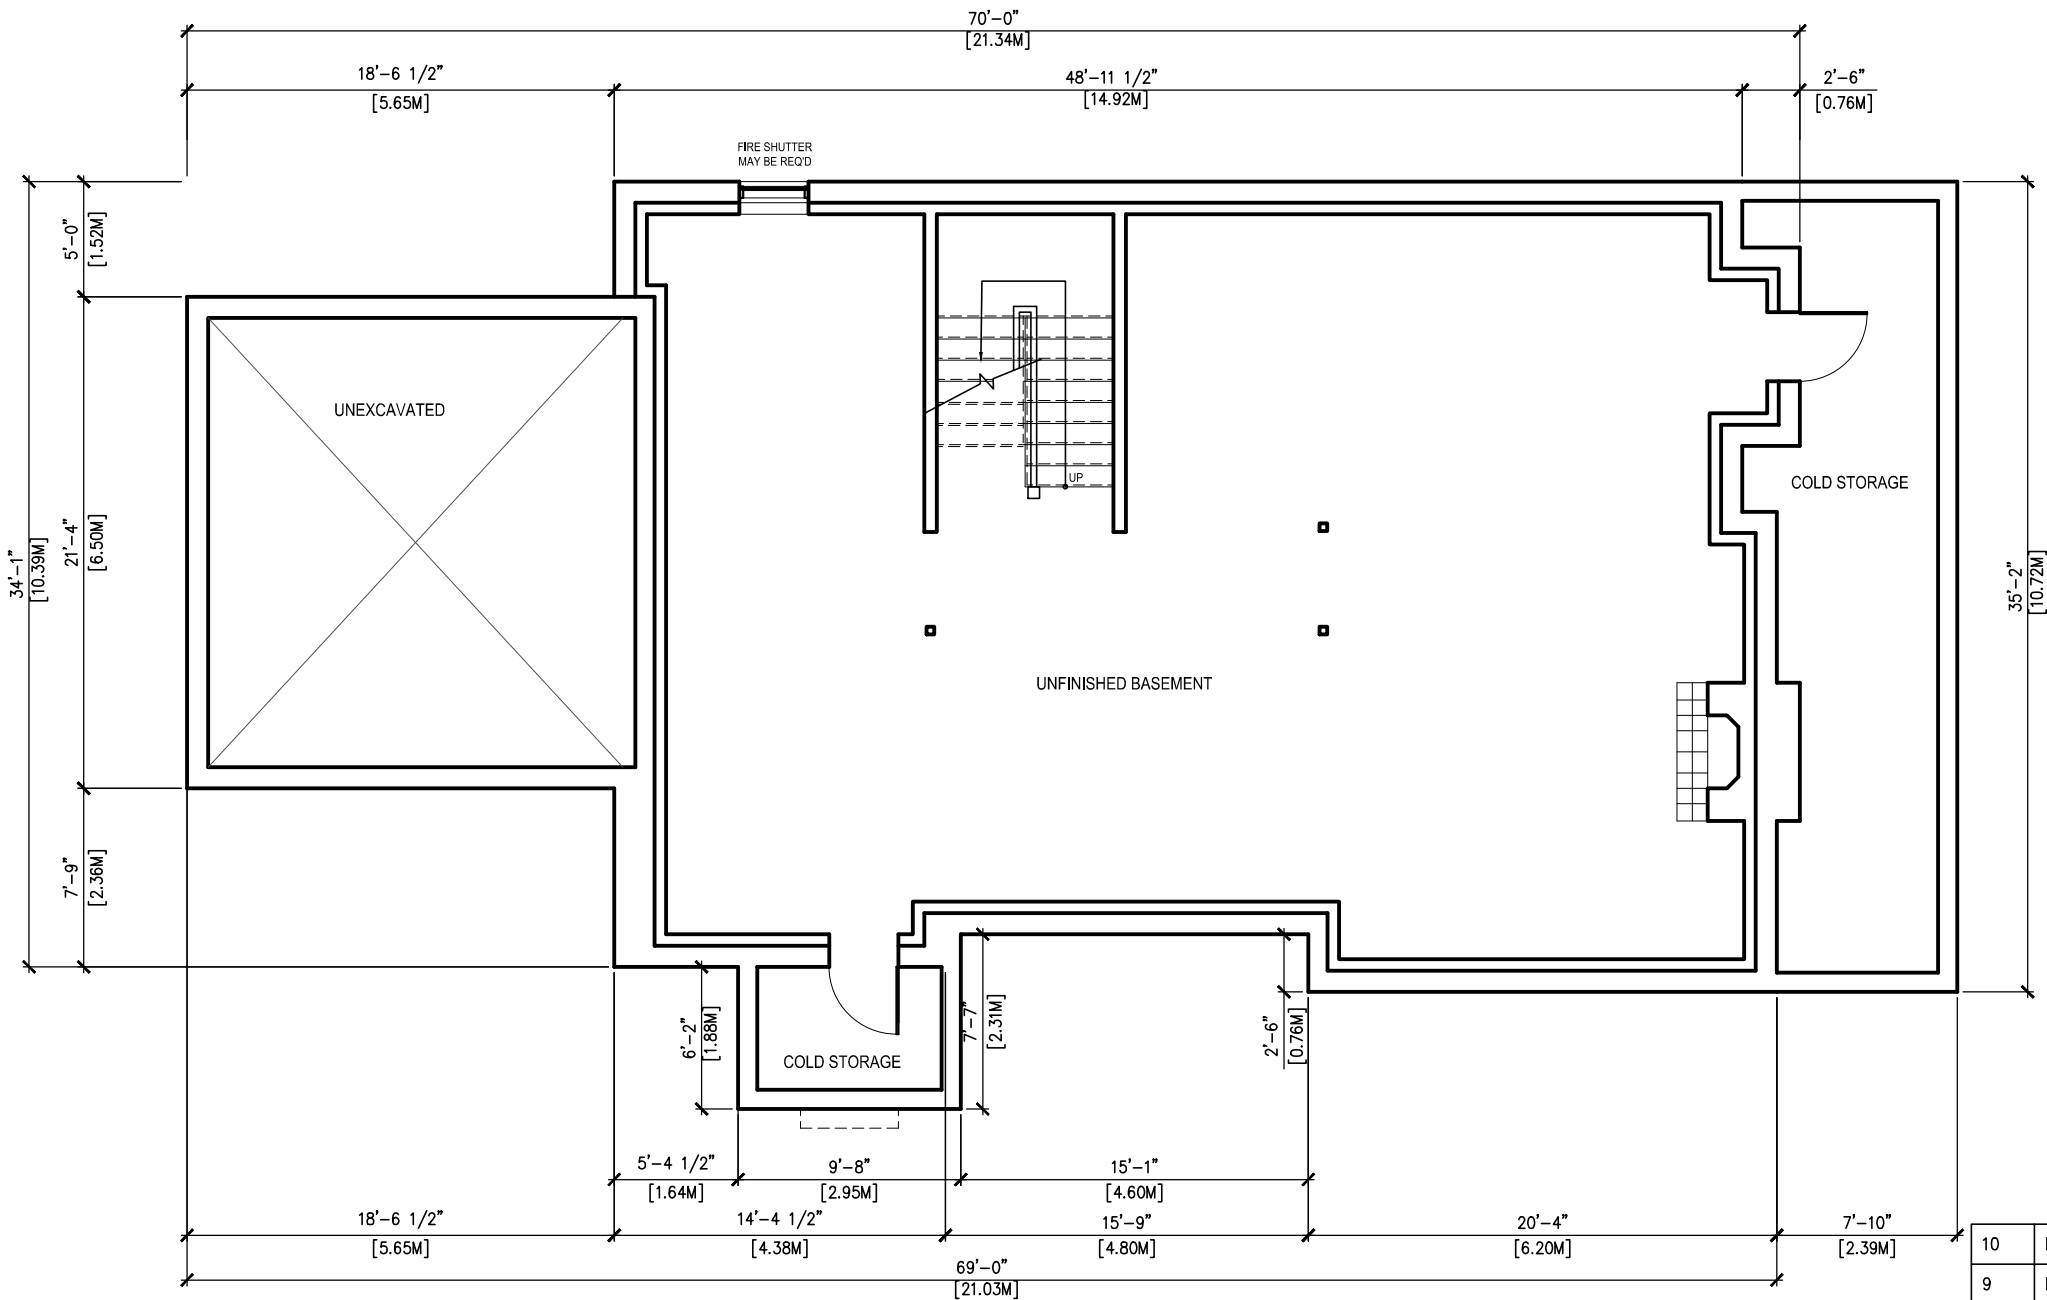 70'-0"
[21.34M]
18'-6 1/2"
[5.65M]
48'-11 1/2"
[14.92M]
2'-6"
[0.76M]
FIRE SHUTTER
MAY BE REQ'D
5'-0"
[1.52M]
21'-4"
[6.50M]
7'-9"
[2.36M]
34'-1"
[10.39M]
UNEXCAVATED
UP
COLD STORAGE
35'-2"
[10.72M]
UNFINISHED BASEMENT
6'-2"
[1.88M]
COLD STORAGE
7'-7"
[2.31M]
2'-6"
[0.76M]
5'-4 1/2"
[1.64M]
9'-8"
[2.95M]
15'-1"
[4.60M]
18'-6 1/2"
[5.65M]
14'-4 1/2"
[4.38M]
15'-9"
[4.80M]
20'-4"
[6.20M]
7'-10"
[2.39M]
69'-0"
[21.03M]
10
9